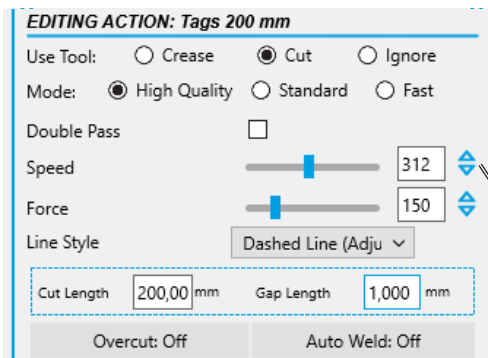 EDITING ACTION: Tags 200 mm
Use Tool: Crease Cut Ignore
Mode: High Quality Standard Fast
Double Pass
Speed 312
Force 150
Line Style Dashed Line (Adju
Cut Length 200,00 mm Gap Length 1,000 mm
Overcut: Off Auto Weld: Off